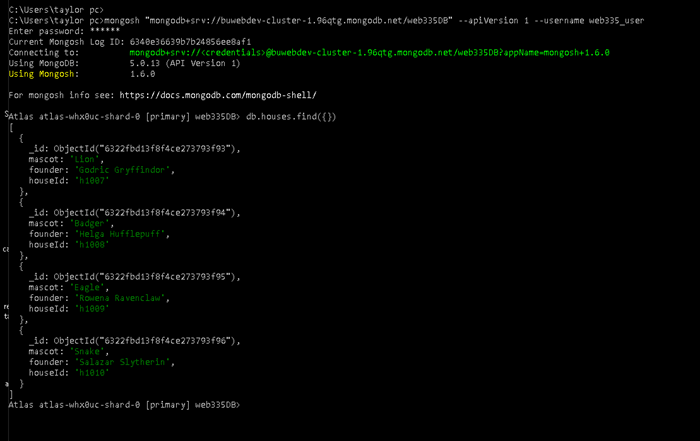 C:\Users\taylor pc>
C:\Users\taylor pc>mongosh "mongodb+srv://buwebdev-cluster-1.96qtg.mongodb.net/web335DB" --apiVersion 1 --username web335_user
Enter password: ******
Current Mongosh Log ID: 6340e36639b7b24856ee8af1
Connecting to: mongodb+srv://<credentials>@buwebdev-cluster-1.96qtg.mongodb.net/web335DB?appName=mongosh+1.6.0
Using MongoDB: 5.0.13 (API Version 1)
Using Mongosh: 1.6.0
For mongosh info see: https://docs.mongodb.com/mongodb-shell/
Atlas atlas-whx0uc-shard-0 [primary] web335DB> db.houses.find({})
[
{
_id: ObjectId("6322fbd13f8f4ce273793f93"),
mascot: 'Lion',
founder: 'Godric Gryffindor',
houseId: 'h1007'
},
{
_id: ObjectId("6322fbd13f8f4ce273793f94"),
mascot: 'Badger',
founder: 'Helga Hufflepuff',
houseId: 'h1008'
},
{
_id: ObjectId("6322fbd13f8f4ce273793f95"),
mascot: 'Eagle',
founder: 'Rowena Ravenclaw',
houseId: 'h1009'
},
{
_id: ObjectId("6322fbd13f8f4ce273793f96"),
mascot: 'Snake',
founder: 'Salazar Slytherin',
houseId: 'h1010'
}
]
Atlas atlas-whx0uc-shard-0 [primary] web335DB>